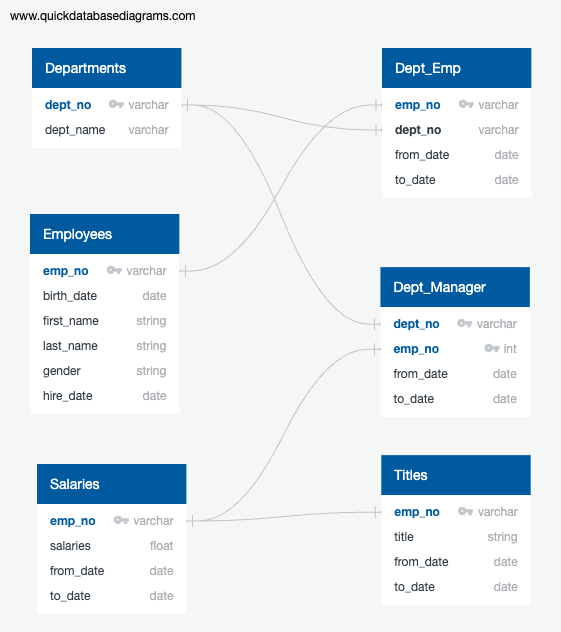 www.quickdatabasediagrams.com
Departments
dept_no varchar
dept_name varchar
Dept_Emp
emp_no varchar
dept_no varchar
from_date date
to_date date
Employees
emp_no varchar
birth_date date
first_name string
last_name string
gender string
hire_date date
Dept_Manager
dept_no varchar
emp_no int
from_date date
to_date date
Salaries
emp_no varchar
salaries float
from_date date
to_date date
Titles
emp_no varchar
title string
from_date date
to_date date